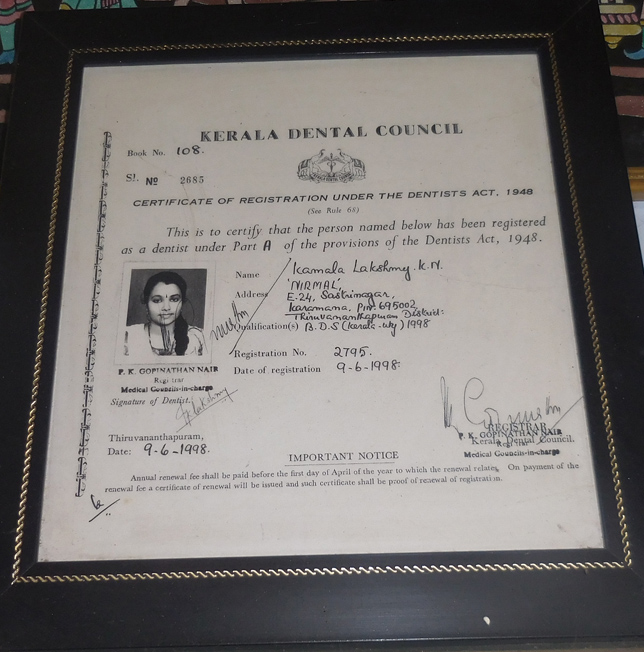 KERALA DENTAL COUNCIL
Book No. 108.
Sl. No 2685
CERTIFICATE OF REGISTRATION UNDER THE DENTISTS ACT, 1948
(See Rule 68)
This is to certify that the person named below has been registered
as a dentist under Part A of the provisions of the Dentists Act, 1948.
Name Kamala Lakshmy. K.N.
Address 'NIRMAL',
E.24, Sastrinagar,
Karamana, Pin. 695002
Thiruvananthapuram District.
Qualification(s) B.D.S (Kerala - Uty) 1998
Registration No. 2795.
Date of registration 9-6-1998.
P. K. GOPINATHAN NAIR
Registrar
Medical Councils-in-charge
Signature of Dentist.
REGISTRAR
P. K. GOPINATHAN NAIR
Kerala Dental Council,
Registrar
Medical Councils-in-charge
Thiruvananthapuram,
Date: 9-6-1998.
IMPORTANT NOTICE
Annual renewal fee shall be paid before the first day of April of the year to which the renewal relates. On payment of the
renewal fee a certificate of renewal will be issued and such certificate shall be proof of renewal of registration.